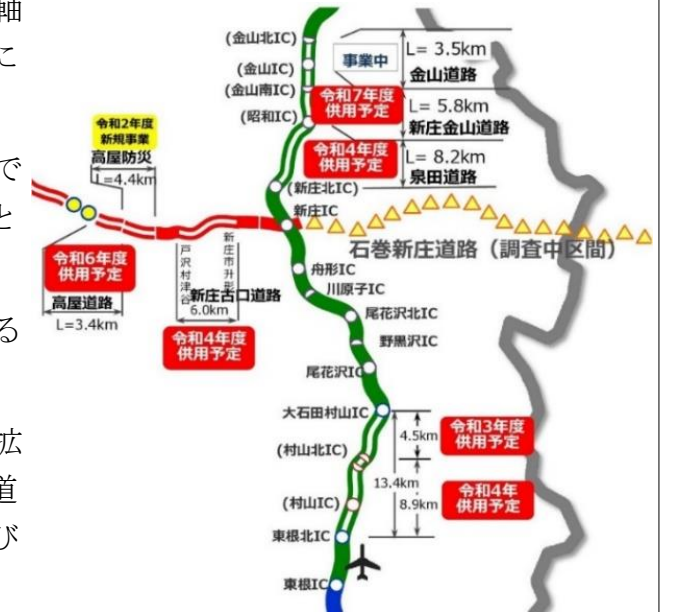 軸
に
で
と
る
拡
道
び
(金山北IC)
(金山IC)
(金山南IC)
(昭和IC)
事業中
L= 3.5km
金山道路
令和7年度
供用予定
L= 5.8km
新庄金山道路
令和4年度
供用予定
L= 8.2km
泉田道路
(新庄北IC)
新庄IC
令和2年度
新規事業
高屋防災
L=4.4km
令和6年度
供用予定
高屋道路
L=3.4km
戸沢村津谷
新庄市升形
新庄古口道路
6.0km
令和4年度
供用予定
石巻新庄道路(調査中区間)
舟形IC
川原子IC
尾花沢北IC
野黒沢IC
尾花沢IC
大石田村山IC
(村山北IC)
(村山IC)
東根北IC
東根IC
4.5km
13.4km
8.9km
令和3年度
供用予定
令和4年
供用予定